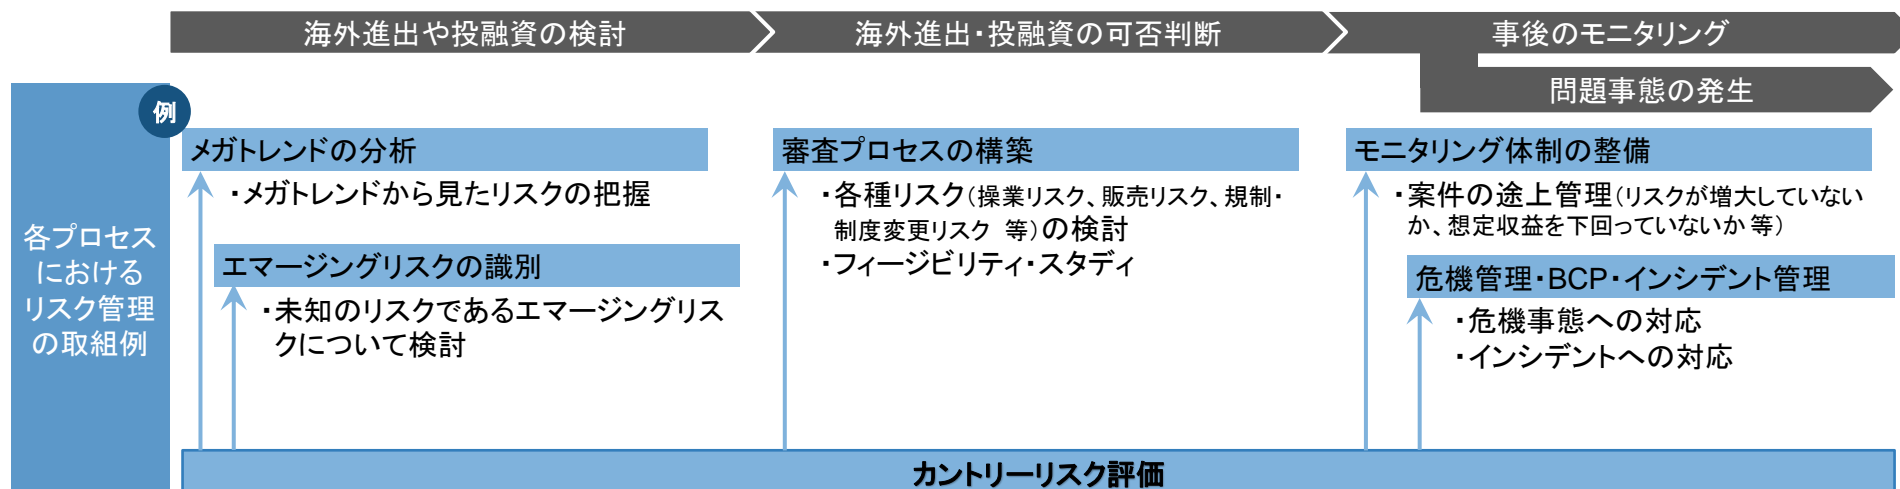 海外進出や投融資の検討
海外進出・投融資の可否判断
事後のモニタリング
問題事態の発生
例
各プロセス
における
リスク管理
の取組例
メガトレンドの分析
・メガトレンドから見たリスクの把握
エマージングリスクの識別
・未知のリスクであるエマージングリス
クについて検討
審査プロセスの構築
・各種リスク(操業リスク、販売リスク、規制・
制度変更リスク 等)の検討
・フィージビリティ・スタディ
モニタリング体制の整備
・案件の途上管理(リスクが増大していない
か、想定収益を下回っていないか 等)
危機管理・BCP・インシデント管理
・危機事態への対応
・インシデントへの対応
カントリーリスク評価